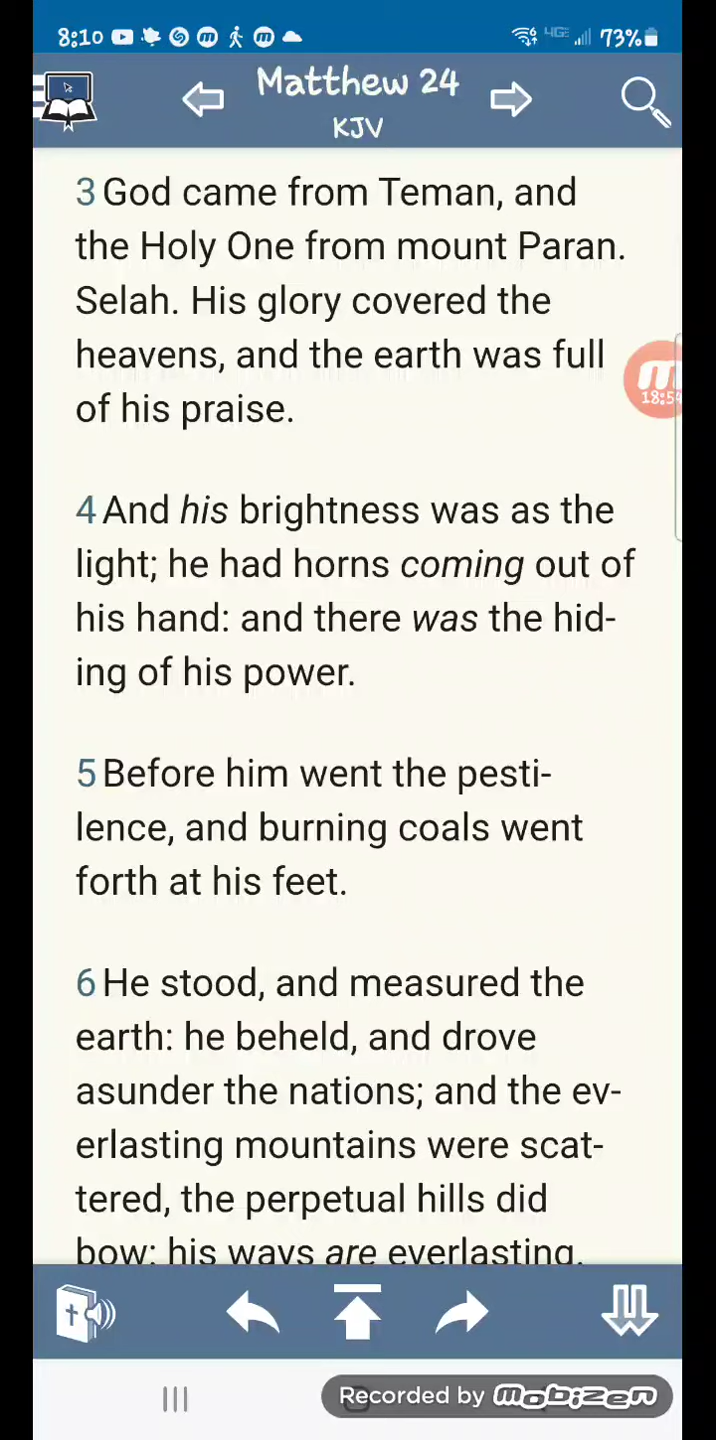 8:10
4GE
73%
Matthew 24
KJV
3 God came from Teman, and
the Holy One from mount Paran.
Selah. His glory covered the
heavens, and the earth was full
of his praise.
18:54
4 And his brightness was as the
light; he had horns coming out of
his hand: and there was the hid-
ing of his power.
5 Before him went the pesti-
lence, and burning coals went
forth at his feet.
6 He stood, and measured the
earth: he beheld, and drove
asunder the nations; and the ev-
erlasting mountains were scat-
tered, the perpetual hills did
bow: his ways are everlasting.
Recorded by mobizen